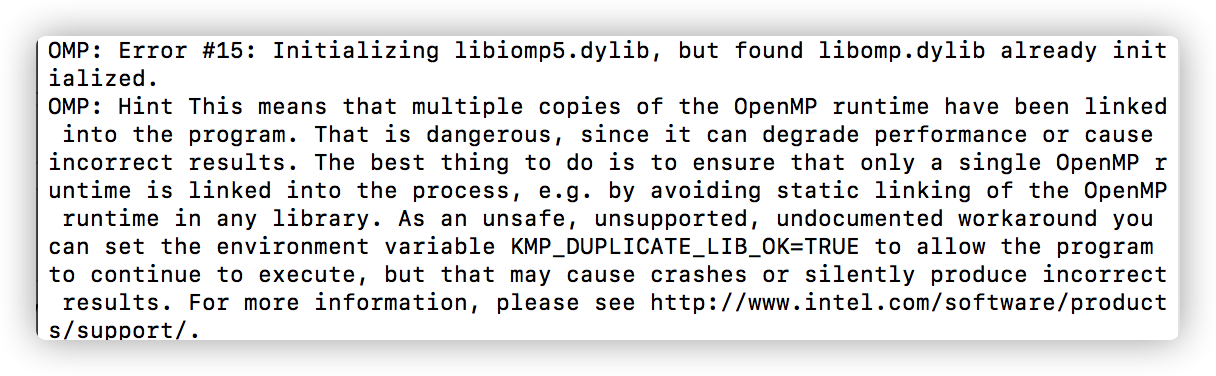 OMP: Error #15: Initializing libiomp5.dylib, but found libomp.dylib already init
ialized.
OMP: Hint This means that multiple copies of the OpenMP runtime have been linked
 into the program. That is dangerous, since it can degrade performance or cause
incorrect results. The best thing to do is to ensure that only a single OpenMP r
untime is linked into the process, e.g. by avoiding static linking of the OpenMP
 runtime in any library. As an unsafe, unsupported, undocumented workaround you
can set the environment variable KMP_DUPLICATE_LIB_OK=TRUE to allow the program
to continue to execute, but that may cause crashes or silently produce incorrect
 results. For more information, please see http://www.intel.com/software/product
s/support/.